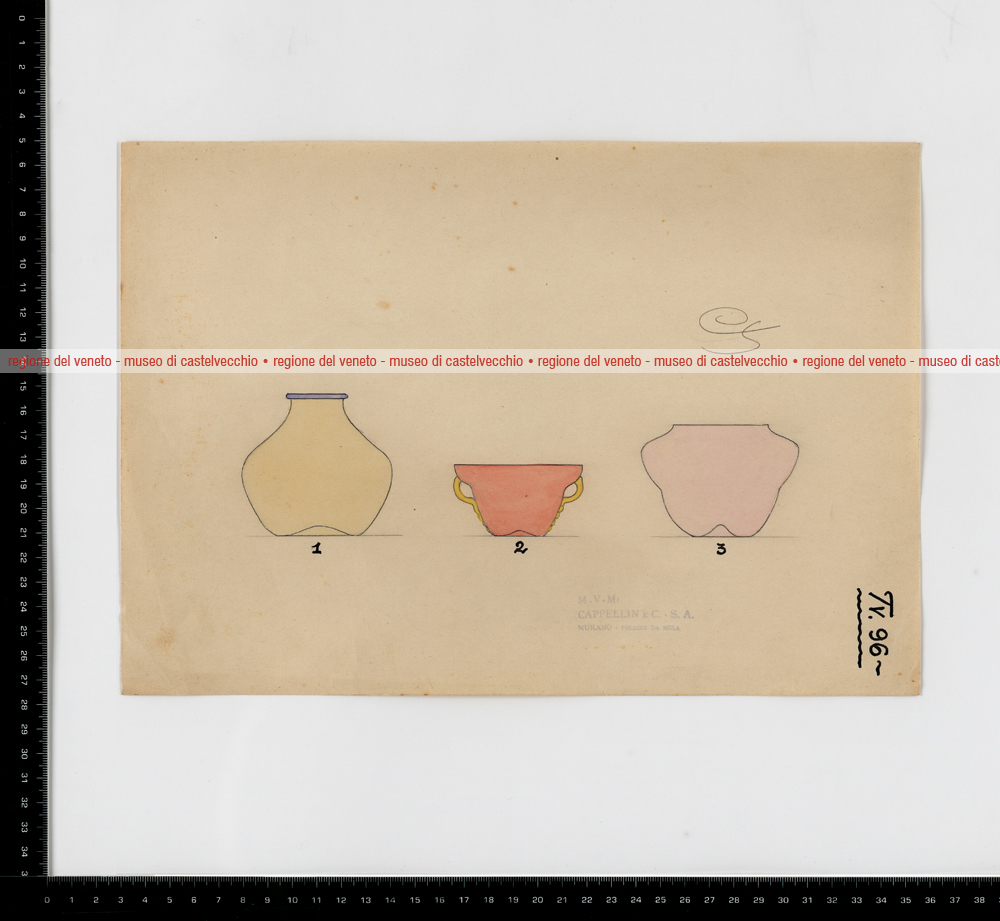 regione del veneto - museo di castelvecchio • regione del veneto - museo di castelvecchio • regione del veneto - museo di castelvecchio • regione del veneto - museo di caste
1
2
3
M.V.M.
CAPPELLIN & C. - S. A.
MURANO - PALAZZO DA MULA
TV. 96~
0 1 2 3 4 5 6 7 8 9 10 11 12 13 15 16 17 18 19 20 21 22 23 24 25 26 27 28 29 30 31 32 33 34 3
0 1 2 3 4 5 6 7 8 9 10 11 12 13 14 15 16 17 18 19 20 21 22 23 24 25 26 27 28 29 30 31 32 33 34 35 36 37 38